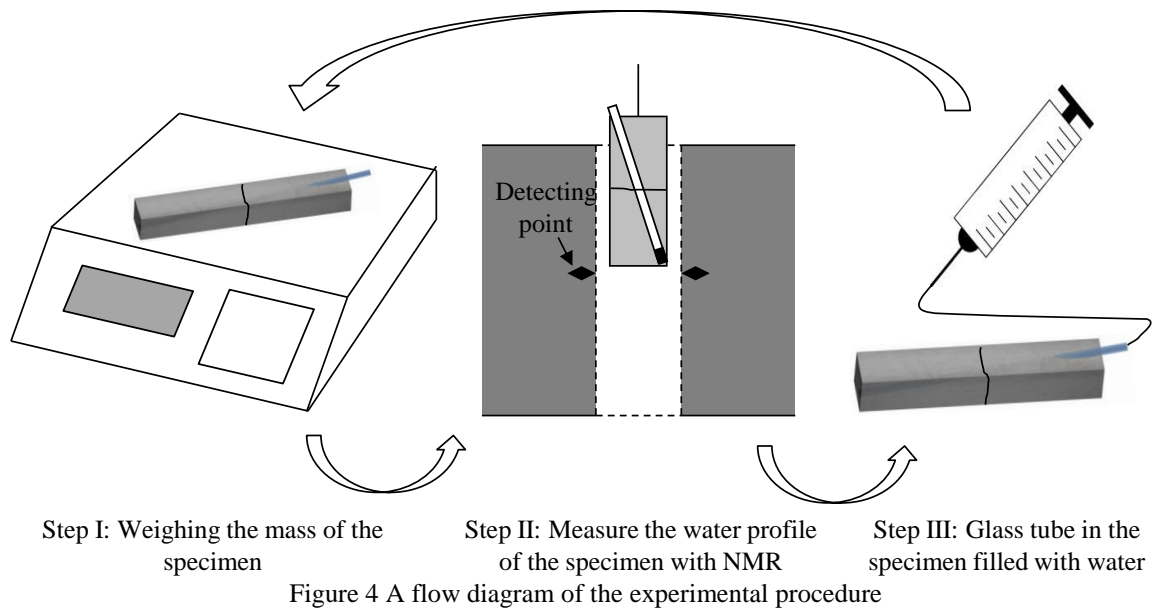 Detecting
point
Step I: Weighing the mass of the
specimen
Step II: Measure the water profile
of the specimen with NMR
Step III: Glass tube in the
specimen filled with water
Figure 4 A flow diagram of the experimental procedure